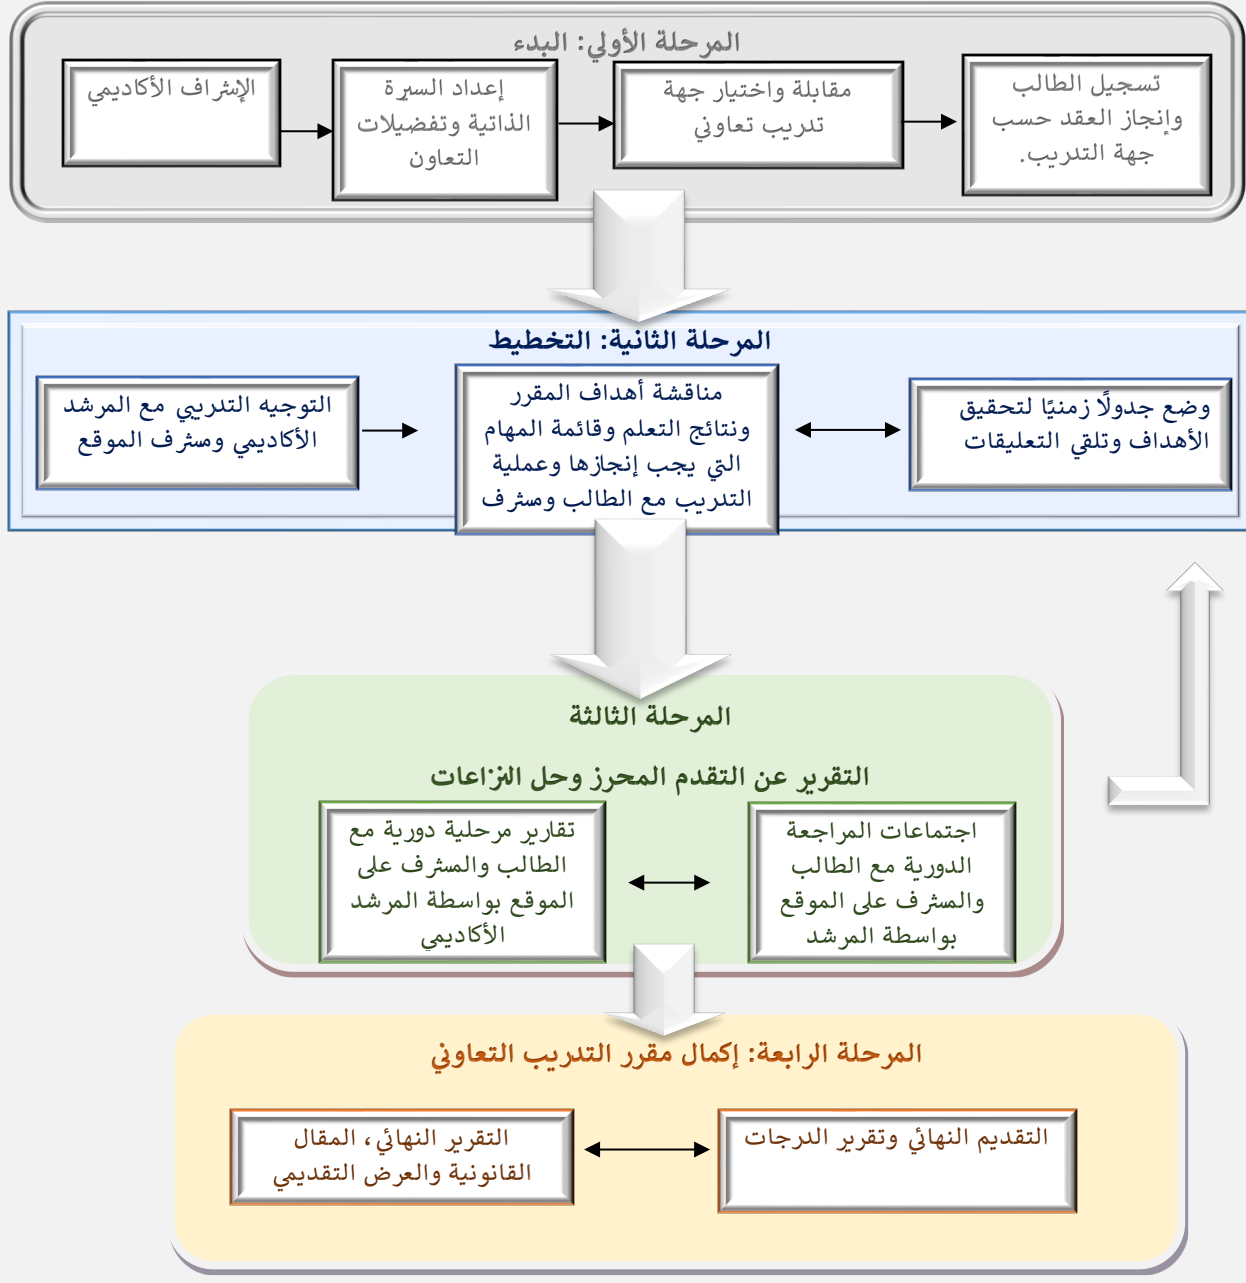 المرحلة الأولي: البدء
الإشراف الأكاديمي
إعداد السيرة
الذاتية وتفضيلات
التعاون
مقابلة واختيار جهة
تدريب تعاوني
تسجيل الطالب
وإنجاز العقد حسب
جهة التدريب.
المرحلة الثانية: التخطيط
التوجيه التدريبي مع المرشد
الأكاديمي ومشرف الموقع
مناقشة أهداف المقرر
ونتائج التعلم وقائمة المهام
التي يجب إنجازها وعملية
التدريب مع الطالب ومشرف
وضع جدولًا زمنيًا لتحقيق
الأهداف وتلقي التعليقات
المرحلة الثالثة
التقرير عن التقدم المحرز وحل النزاعات
تقارير مرحلية دورية مع
الطالب والمشرف على
الموقع بواسطة المرشد
الأكاديمي
اجتماعات المراجعة
الدورية مع الطالب
والمشرف على الموقع
بواسطة المرشد
المرحلة الرابعة: إكمال مقرر التدريب التعاوني
التقرير النهائي، المقال
القانونية والعرض التقديمي
التقديم النهائي وتقرير الدرجات